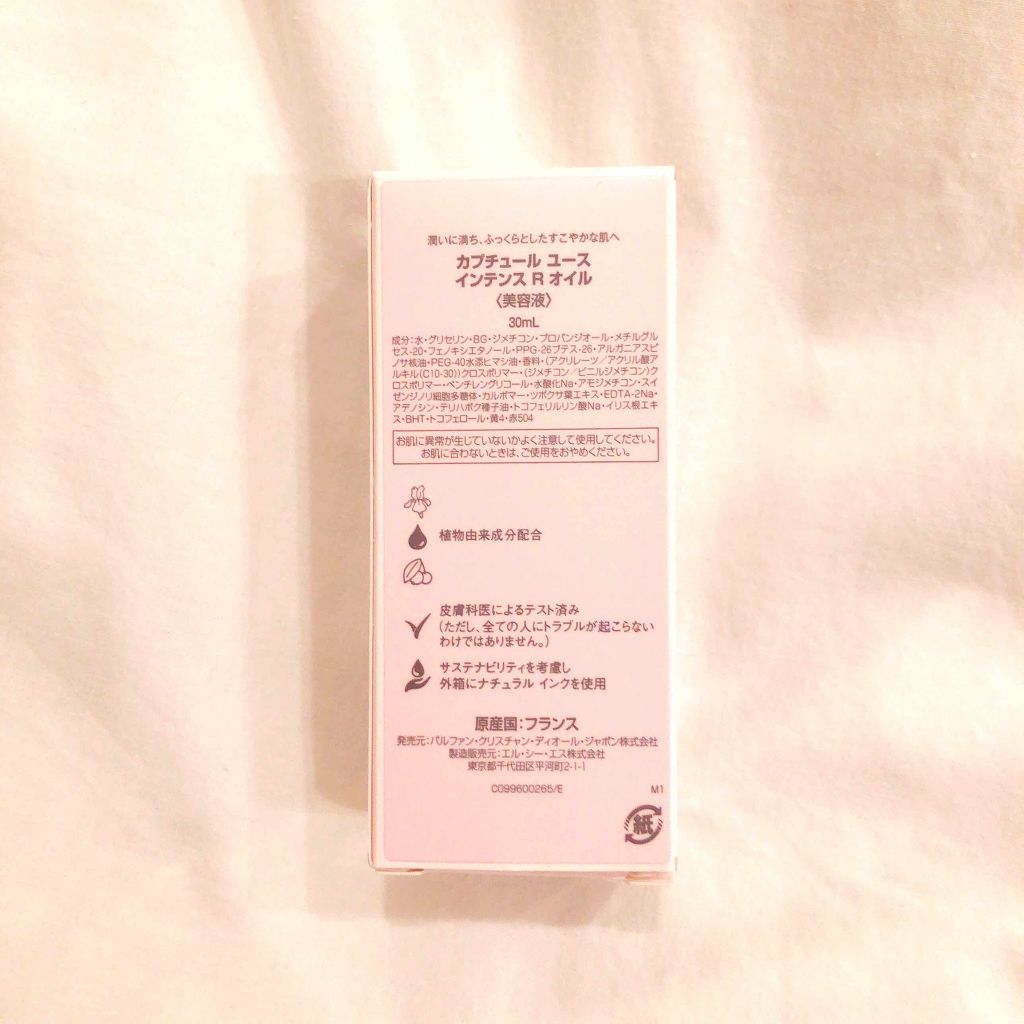 潤いに満ち、ふっくらとしたすこやかな肌へ
カプチュール ユース
インテンス R オイル
〈美容液〉
30mL
成分:水・グリセリン・BG・ジメチコン・プロパンジオール・メチルグル
セス-20・フェノキシエタノール・PPG-26ブテス-26・アルガニアスピ
ノサ核油・PEG-40水添ヒマシ油・香料・(アクリレーツ/アクリル酸ア
ルキル(C10-30))クロスポリマー・(ジメチコン/ビニルジメチコン)ク
ロスポリマー・ペンチレングリコール・水酸化Na・アモジメチコン・スイ
ゼンジノリ細胞多糖体・カルボマー・ツボクサ葉エキス・EDTA-2Na・
アデノシン・テリハボク種子油・トコフェリルリン酸Na・イリス根エキ
ス・BHT・トコフェロール・黄4・赤504
お肌に異常が生じていないかよく注意して使用してください。
お肌に合わないときは、ご使用をおやめください。
植物由来成分配合
皮膚科医によるテスト済み
(ただし、全ての人にトラブルが起こらない
わけではありません。)
サステナビリティを考慮し
外箱にナチュラル インクを使用
原産国:フランス
発売元:パルファン・クリスチャン・ディオール・ジャポン株式会社
製造販売元:エル・シー・エス株式会社
東京都千代田区平河町2-1-1
C099600265/E M1
紙